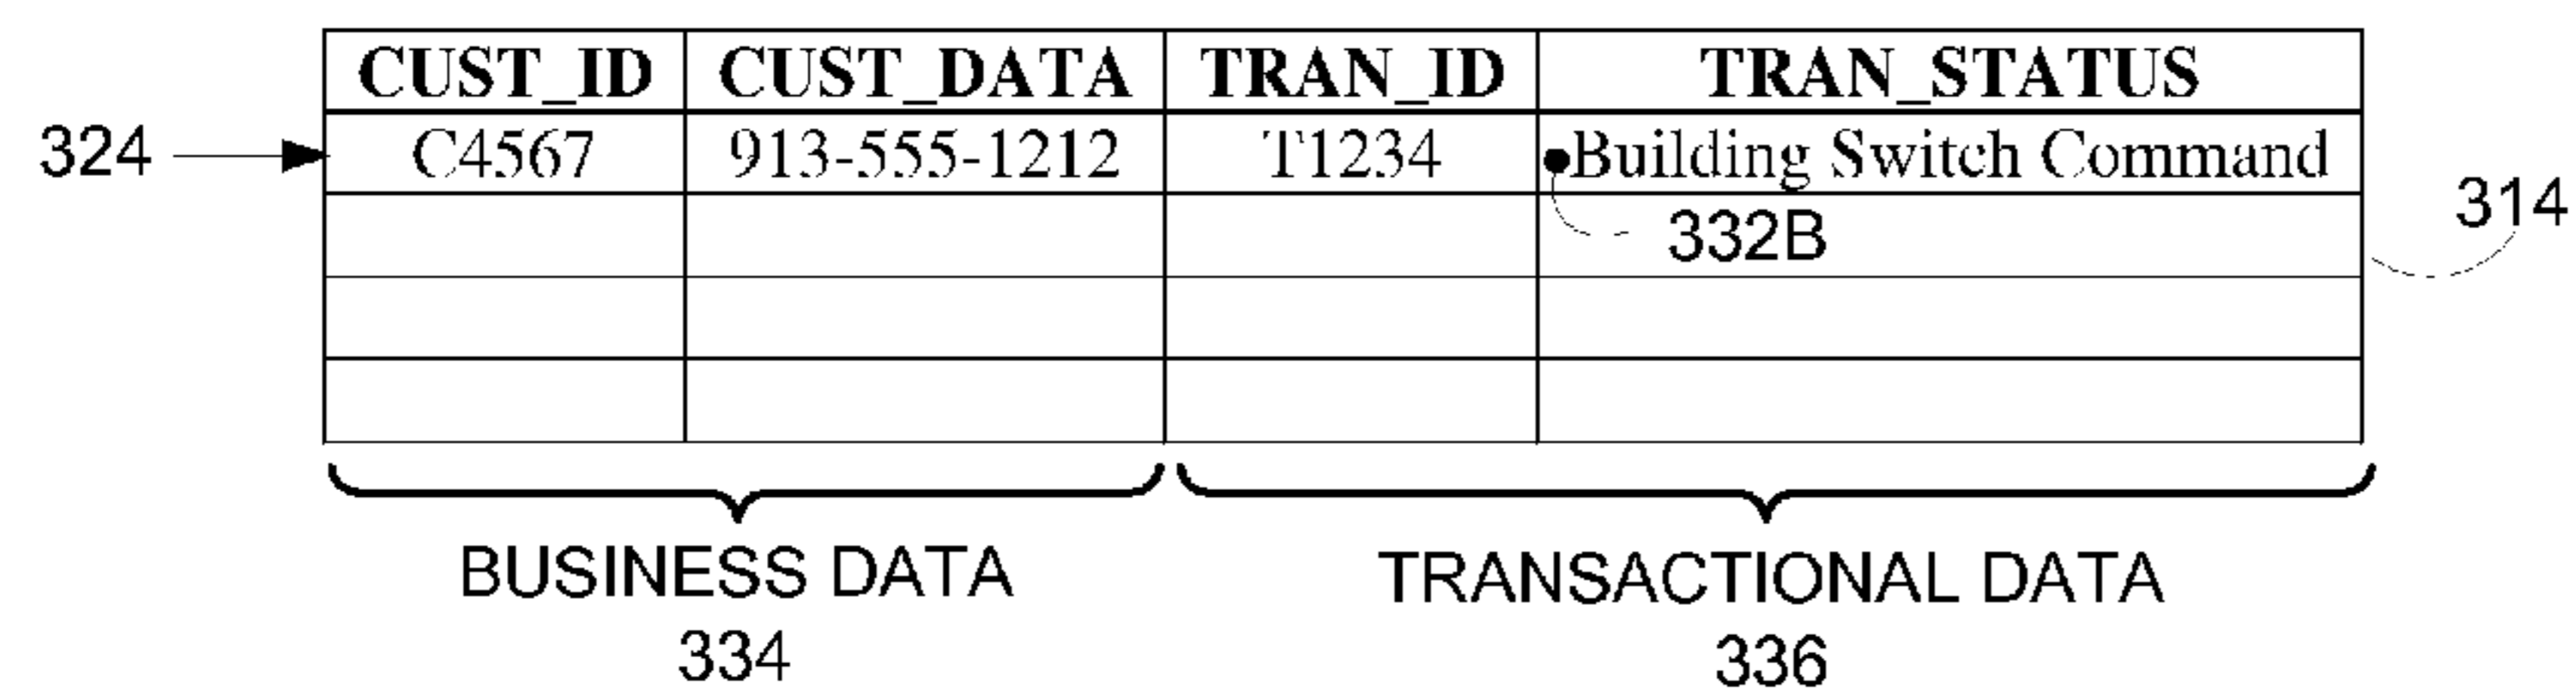 CUST_ID CUST_DATA TRAN_ID TRAN_STATUS
324 C4567 913-555-1212 T1234 Building Switch Command
332B 314
BUSINESS DATA TRANSACTIONAL DATA
334 336